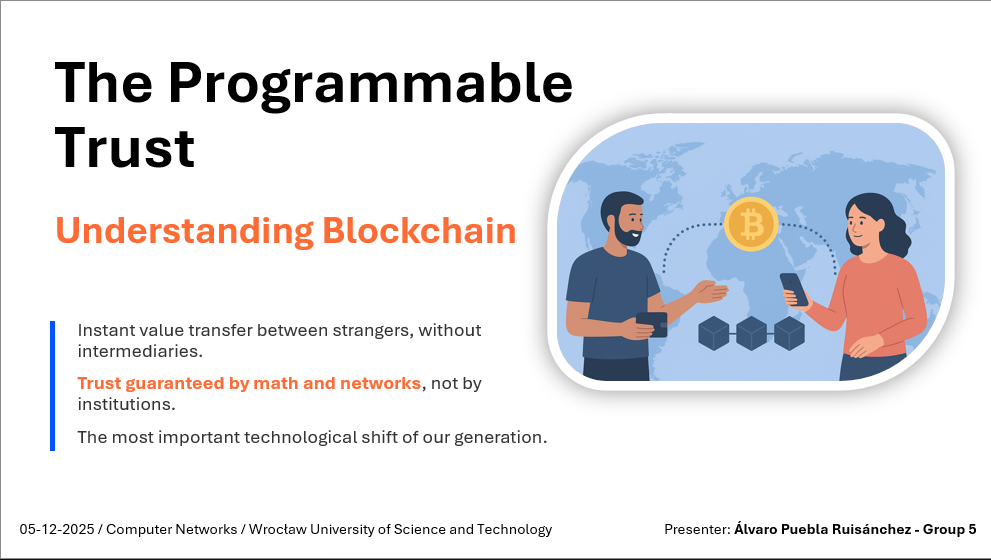 The Programmable
Trust
Understanding Blockchain
Instant value transfer between strangers, without
intermediaries.
Trust guaranteed by math and networks, not by
institutions.
The most important technological shift of our generation.
05-12-2025 / Computer Networks / Wrocław University of Science and Technology
Presenter: Álvaro Puebla Ruisánchez - Group 5